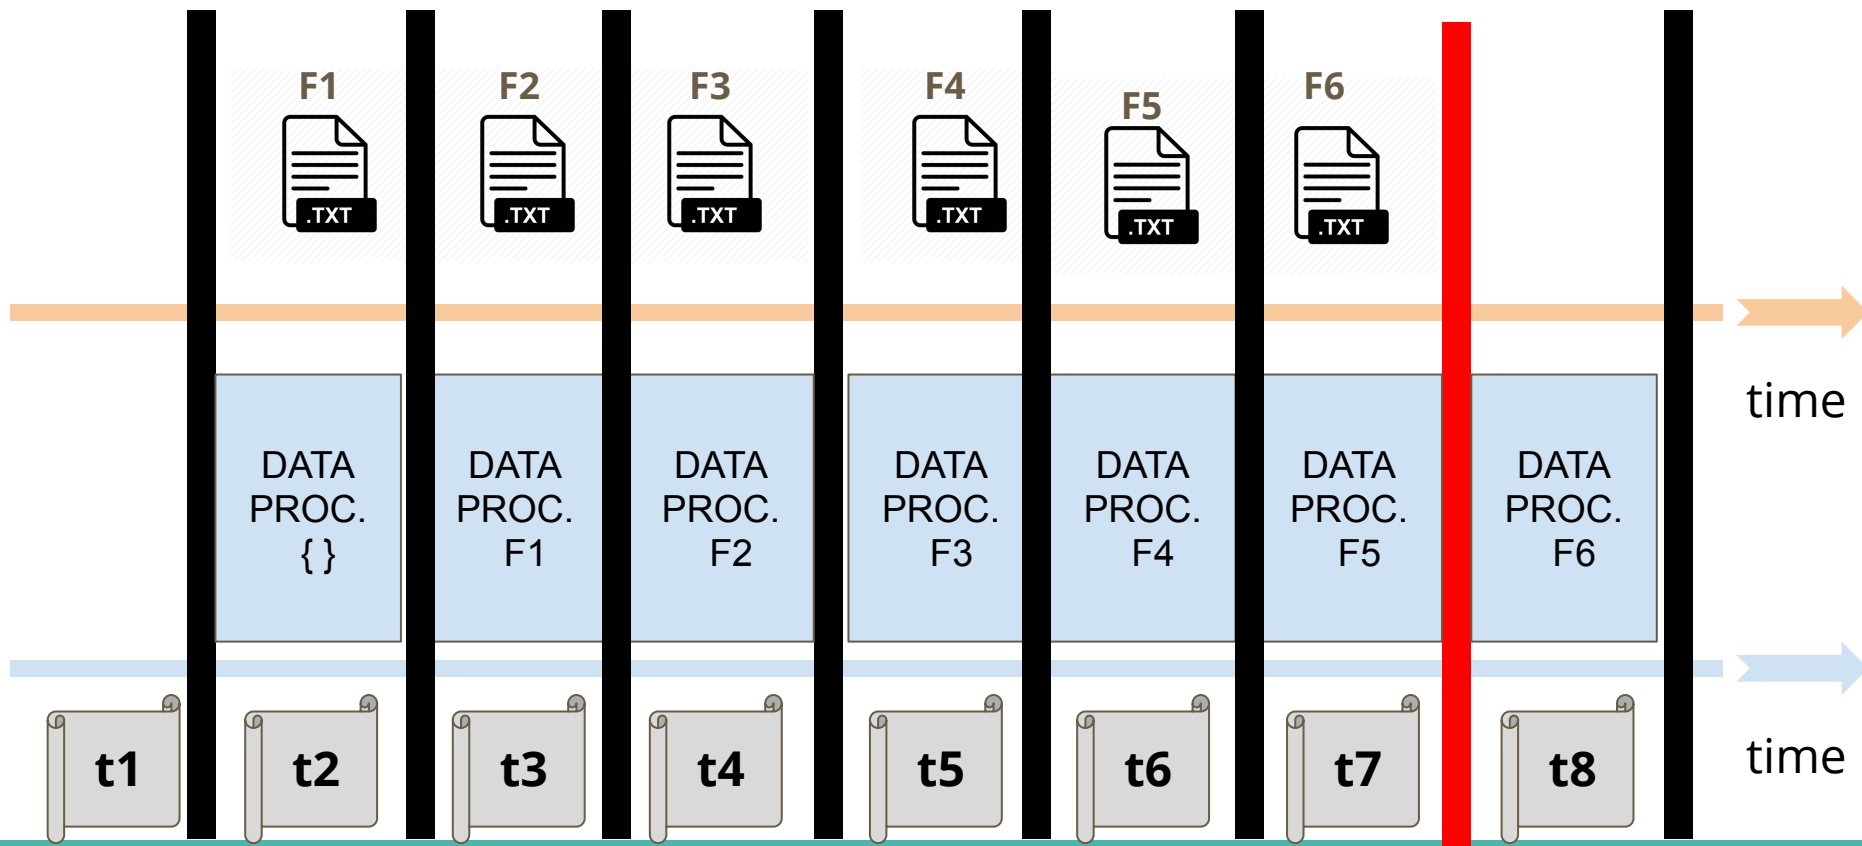 F1
F2
F3
F4
F5
F6
.TXT
.TXT
.TXT
.TXT
.TXT
.TXT
time
DATA
PROC.
{ }
DATA
PROC.
F1
DATA
PROC.
F2
DATA
PROC.
F3
DATA
PROC.
F4
DATA
PROC.
F5
DATA
PROC.
F6
t1
t2
t3
t4
t5
t6
t7
t8
time